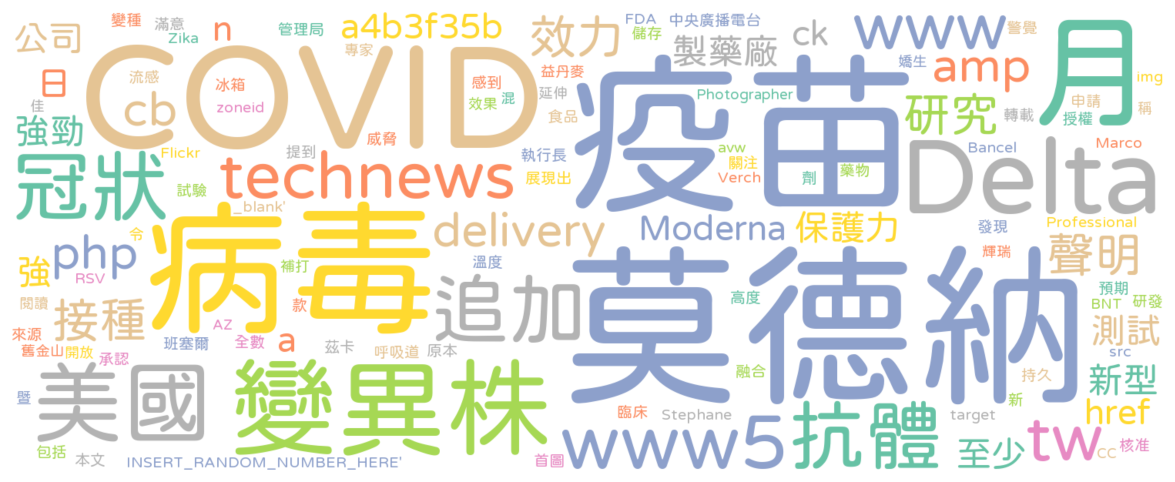 變種 滿意 n 管理局 a4b3f35b 效力 FDA 中央廣播電台 www 警覺
公司 Zika 專家 儲存 製藥廠 ck 嬌生 月
COVID 疫苗
日 流感 冰箱 感到 益丹麥 amp img
佳 cb zoneid 效果 混 延伸 Photographer 研究 申請 稱
強勁 威脅 食品 轉載 授權
Flickr 提到 執行長 avw 關注 Delta Bancel Marco
冠狀 technews 展現出 Verch 劑 藥物
試驗 _blank'
病毒 delivery Moderna 保護力 發現 Professional
令 php 輝瑞 聲明
強 RSV 補打 溫度 莫德納 預期
閱讀 接種 款 追加 高度 BNT 研發
來源 AZ a 測試
舊金山 開放 承認 班塞爾 全數 茲卡 呼吸道 原本 src
美國 變異株 融合 持久 新型
暨 臨床 Stephane 抗體 新 target href
包括 本文 www5 至少 tw 核准
INSERT_RANDOM_NUMBER_HERE' 首圖 CC